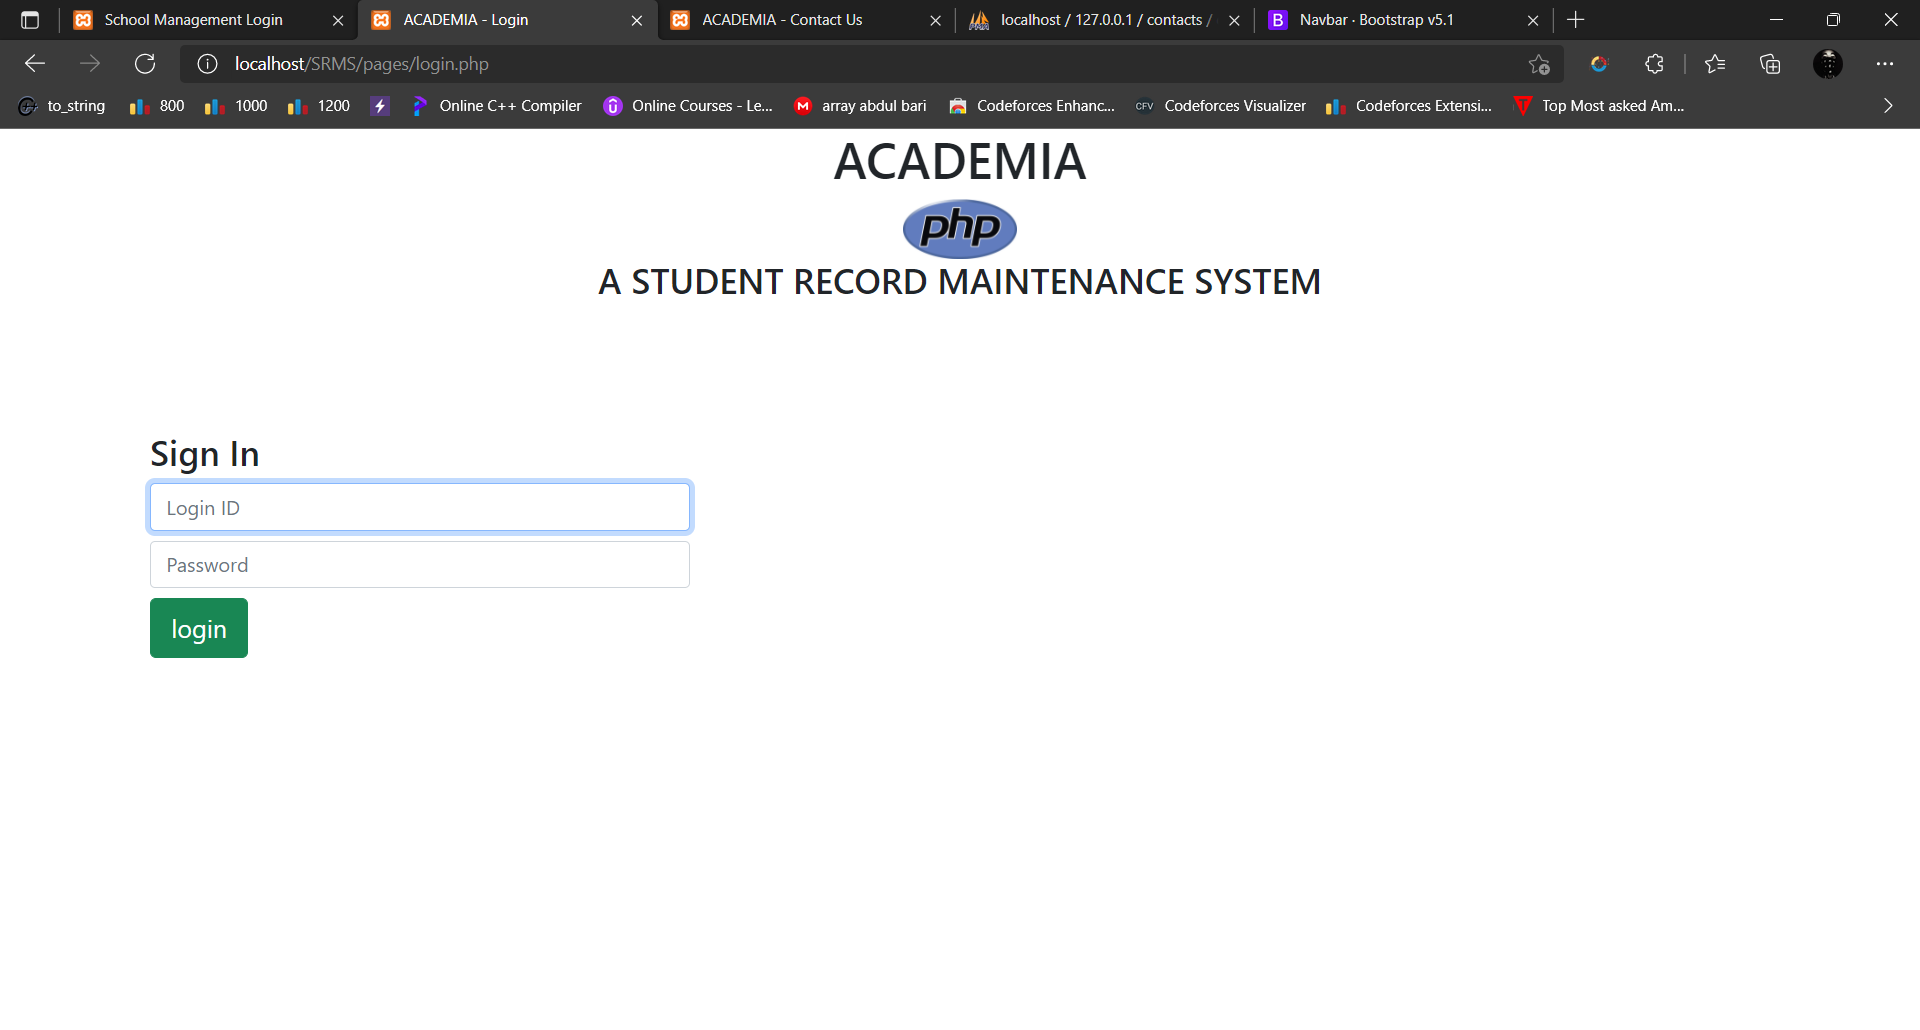 School Management Login
ACADEMIA - Login
ACADEMIA - Contact Us
localhost / 127.0.0.1 / contacts /
Navbar · Bootstrap v5.1
localhost/SRMS/pages/login.php
to_string
800
1000
1200
Online C++ Compiler
Online Courses - Le...
array abdul bari
Codeforces Enhanc...
CFV
Codeforces Visualizer
Codeforces Extensi...
Top Most asked Am...
ACADEMIA
php
A STUDENT RECORD MAINTENANCE SYSTEM
Sign In
Login ID
Password
login